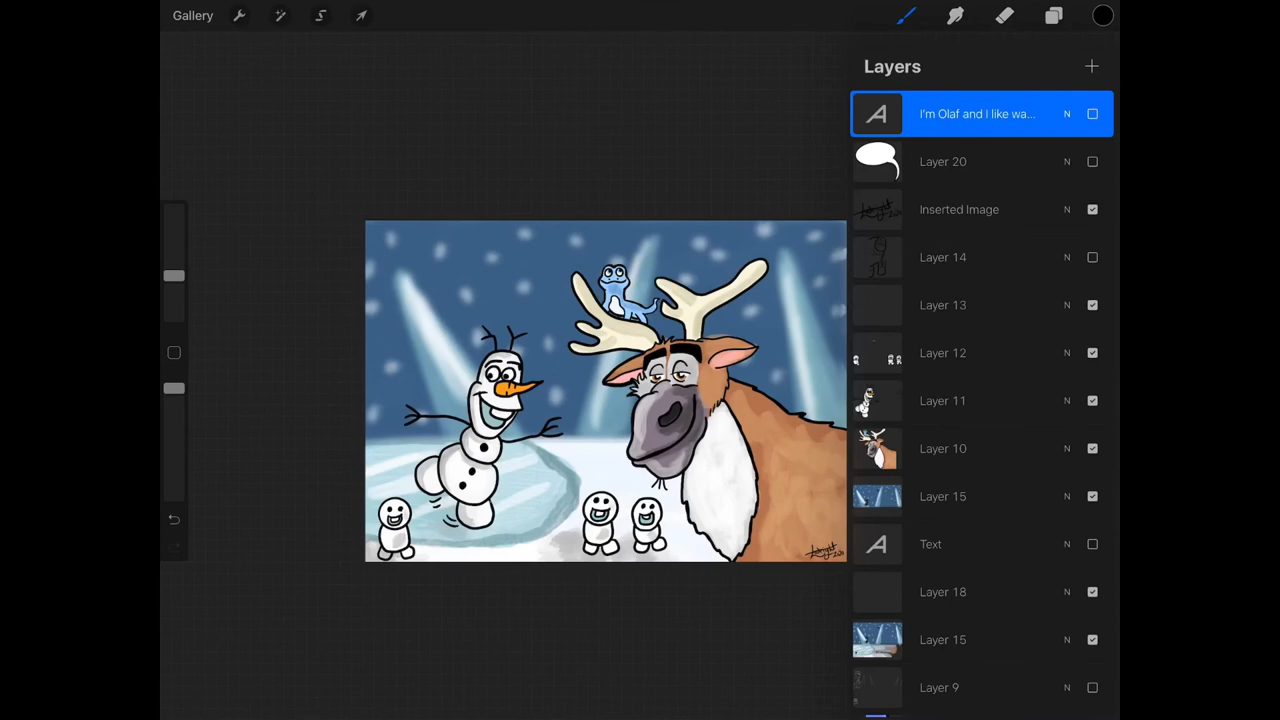 Gallery
Layers
I'm Olaf and I like wa... N
Layer 20 N
Inserted Image N
Layer 14 N
Layer 13 N
Layer 12 N
Layer 11 N
Layer 10 N
Layer 15 N
Text N
Layer 18 N
Layer 15 N
Layer 9 N